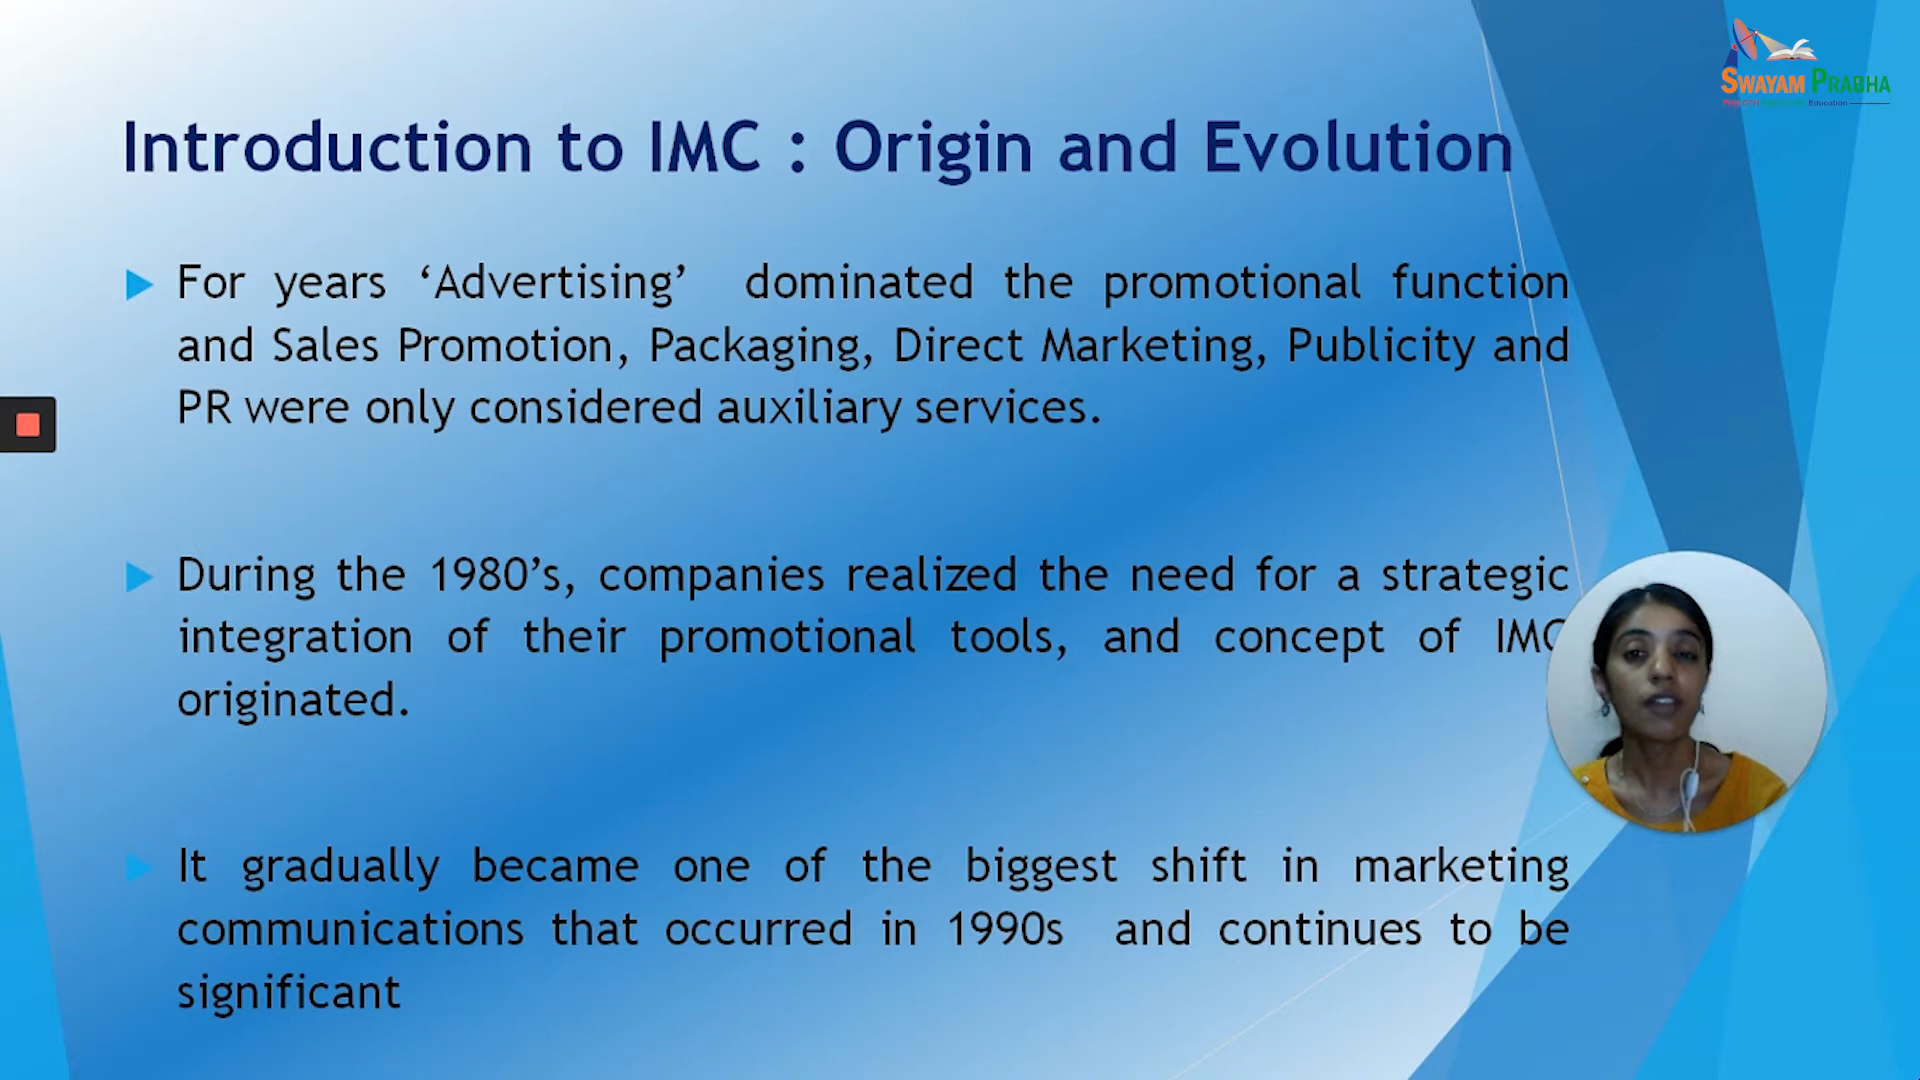 SWAYAM PRABHA
Education
Introduction to IMC : Origin and Evolution
For years ‘Advertising’ dominated the promotional function
and Sales Promotion, Packaging, Direct Marketing, Publicity and
PR were only considered auxiliary services.
During the 1980’s, companies realized the need for a strategic
integration of their promotional tools, and concept of IMC
originated.
It gradually became one of the biggest shift in marketing
communications that occurred in 1990s and continues to be
significant